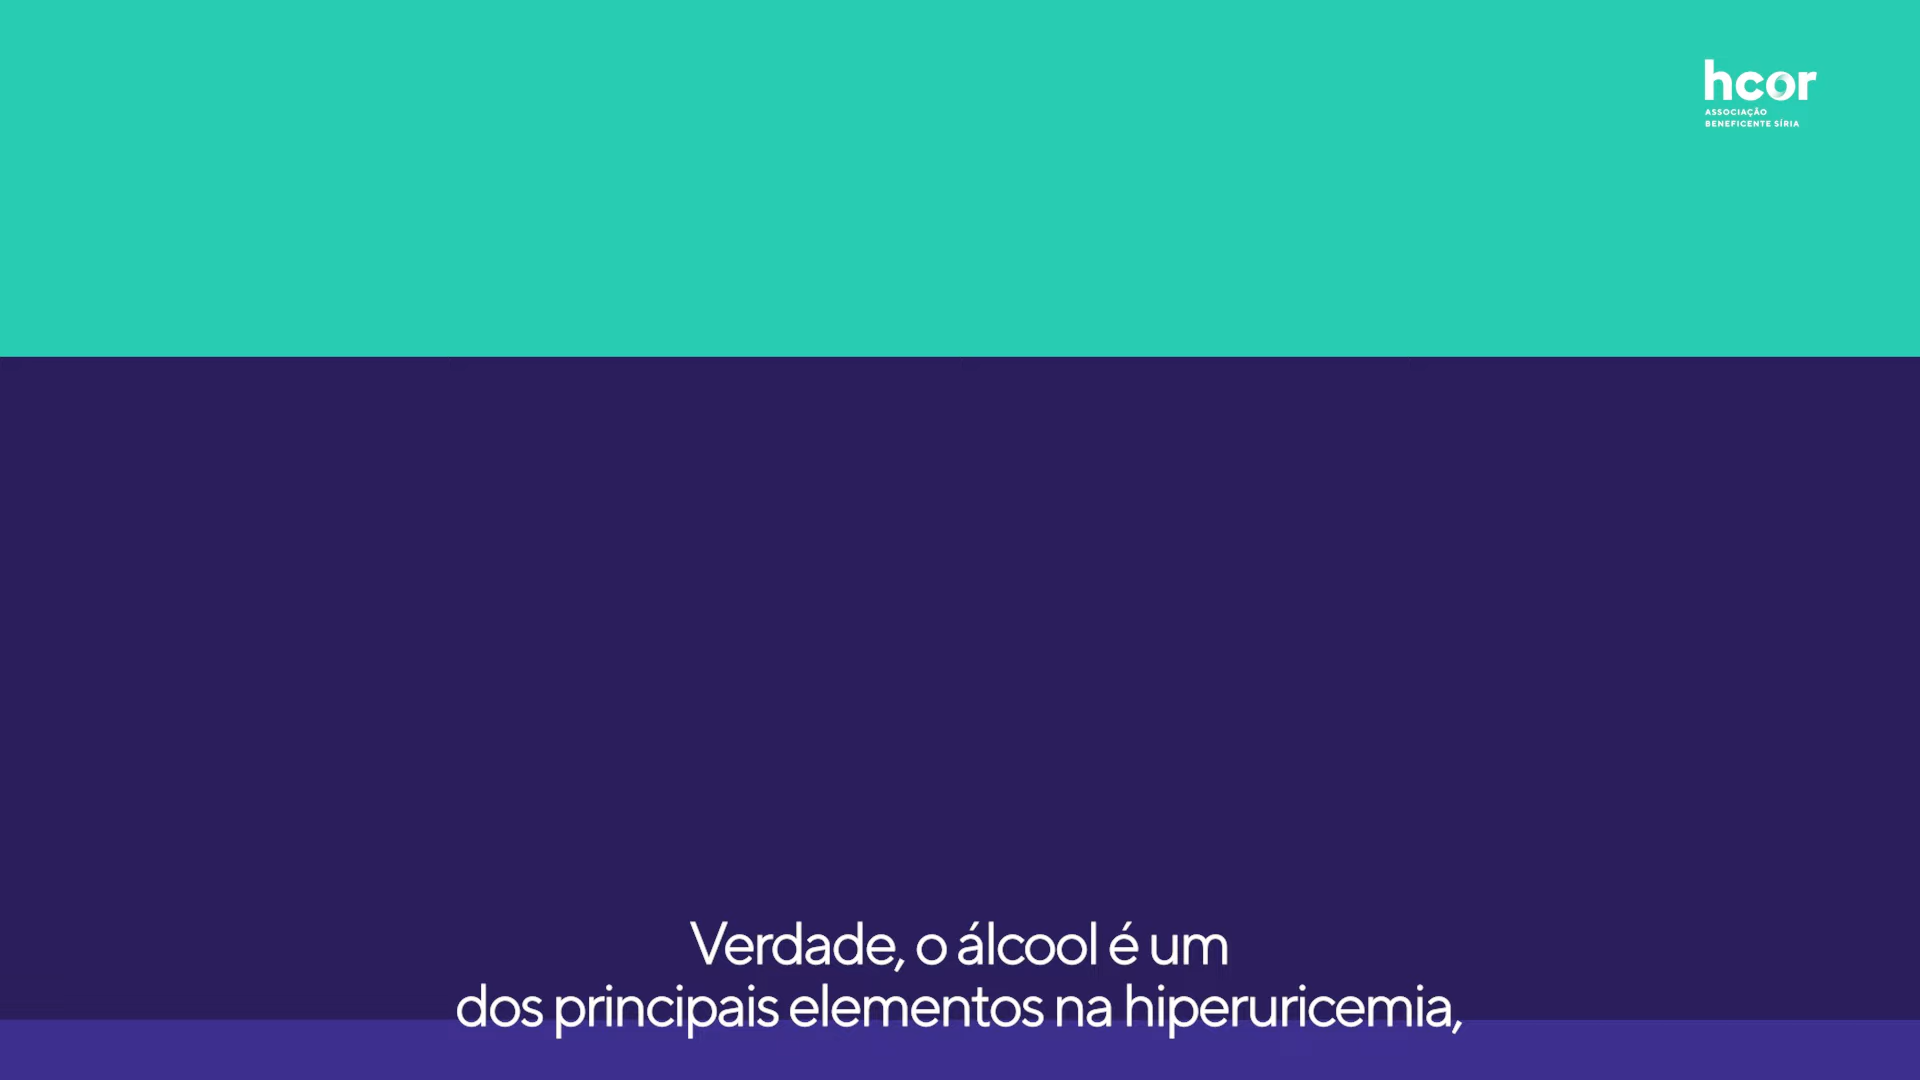 hcor
ASSOCIAÇÃO
BENEFICENTE SÍRIA
Verdade, o álcool é um
dos principais elementos na hiperuricemia,